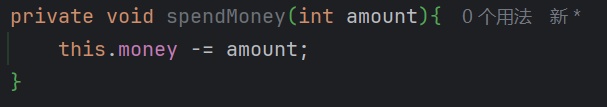 private void spendMoney(int amount){ 0 个用法 新 *
    this.money -= amount;
}